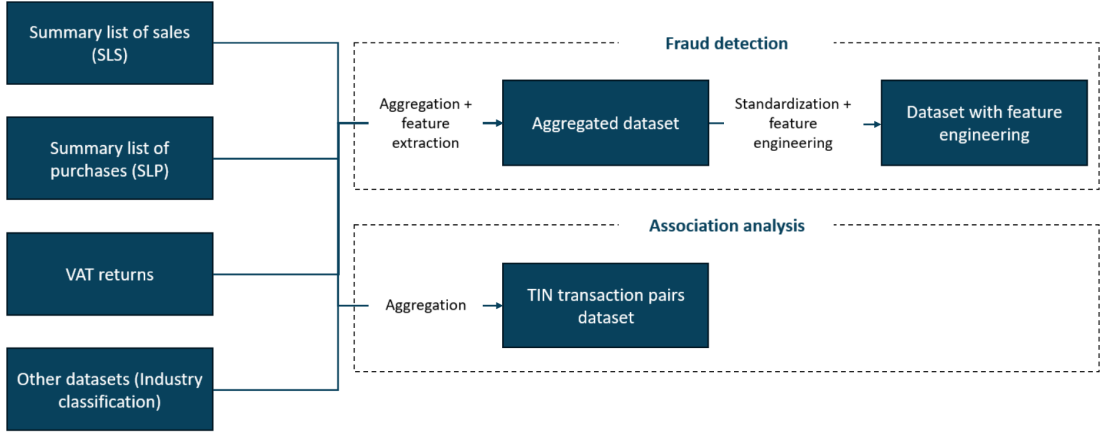 Summary list of sales
(SLS)
Summary list of
purchases (SLP)
VAT returns
Other datasets (Industry
classification)
Fraud detection
Aggregation +
feature
extraction
Aggregated dataset
Standardization +
feature
engineering
Dataset with feature
engineering
Association analysis
Aggregation
TIN transaction pairs
dataset